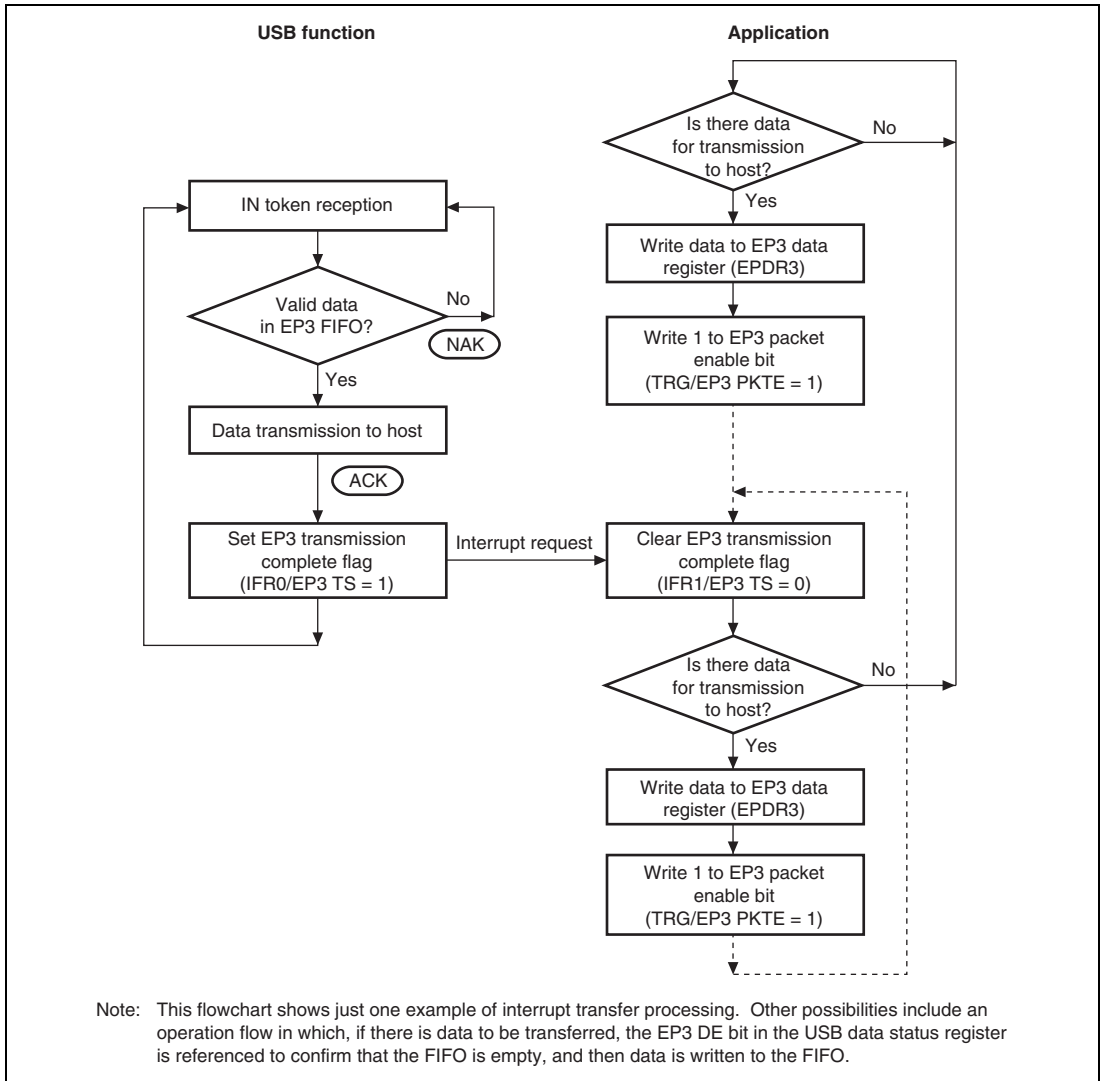 USB function
Application
Is there data
for transmission
to host?
No
Yes
IN token reception
Write data to EP3 data
register (EPDR3)
Valid data
in EP3 FIFO?
No
NAK
Yes
Write 1 to EP3 packet
enable bit
(TRG/EP3 PKTE = 1)
Data transmission to host
ACK
Set EP3 transmission
complete flag
(IFR0/EP3 TS = 1)
Interrupt request
Clear EP3 transmission
complete flag
(IFR1/EP3 TS = 0)
Is there data
for transmission
to host?
No
Yes
Write data to EP3 data
register (EPDR3)
Write 1 to EP3 packet
enable bit
(TRG/EP3 PKTE = 1)
Note: This flowchart shows just one example of interrupt transfer processing. Other possibilities include an
operation flow in which, if there is data to be transferred, the EP3 DE bit in the USB data status register
is referenced to confirm that the FIFO is empty, and then data is written to the FIFO.